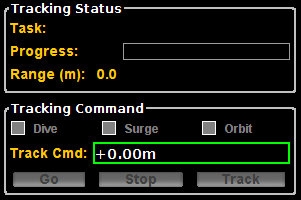 Tracking Status
Task:
Progress:
Range (m): 0.0
Tracking Command
Dive Surge Orbit
Track Cmd: +0.00m
Go Stop Track